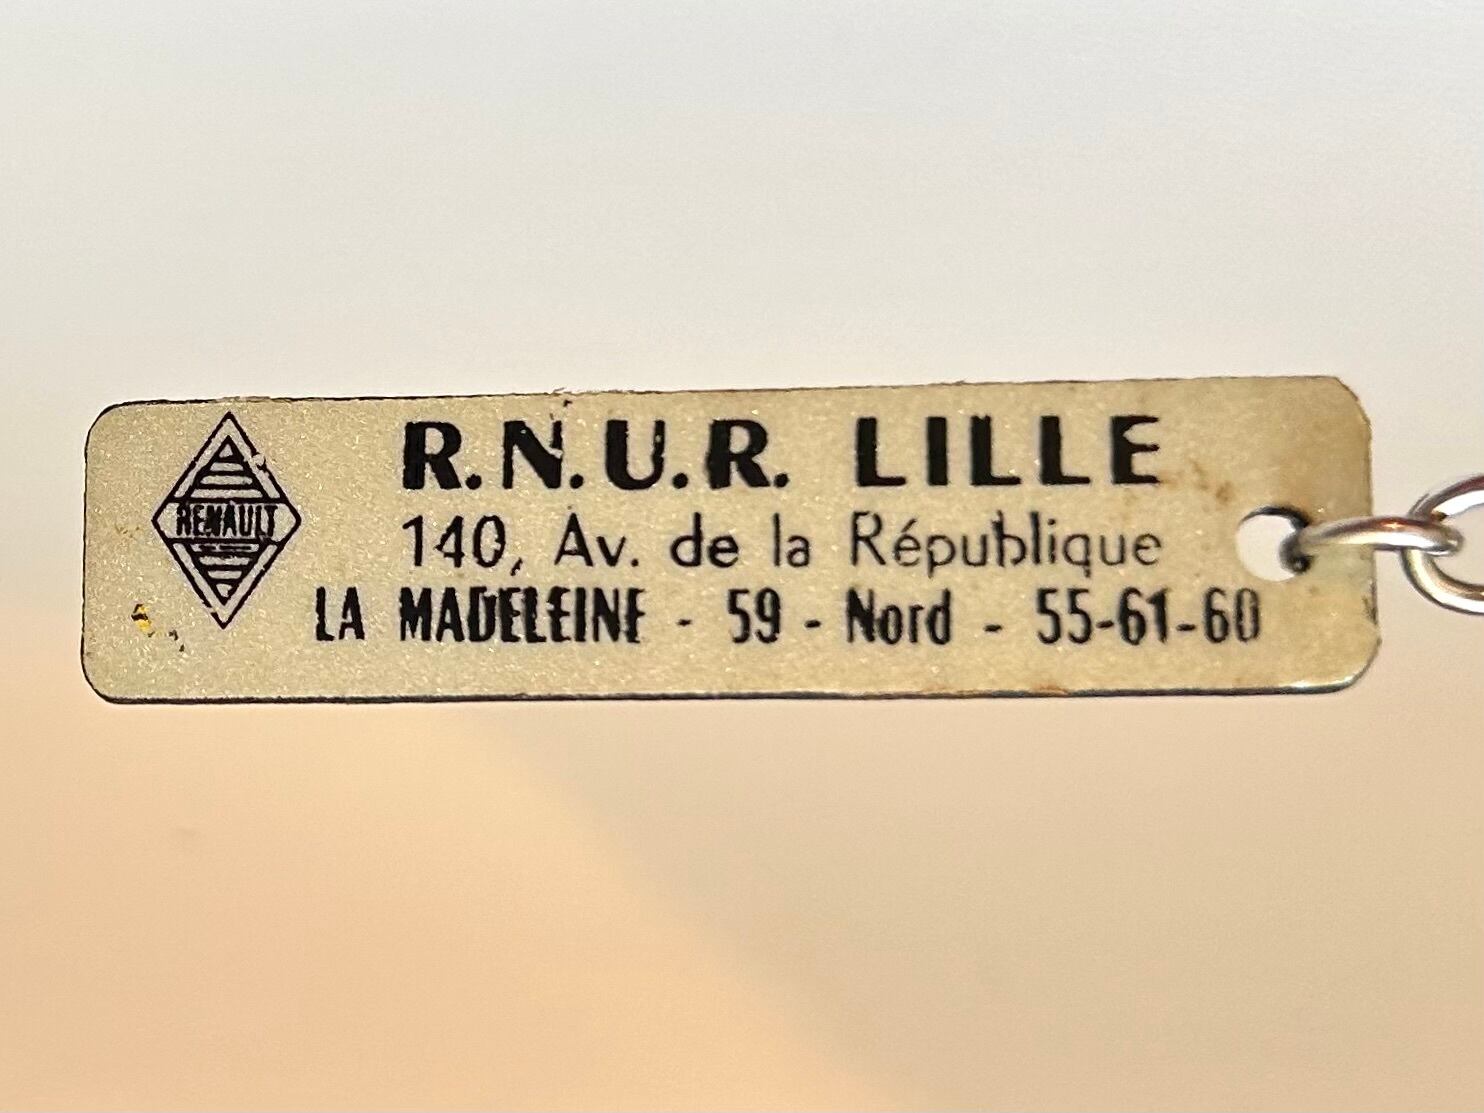 RENAULT
R.N.U.R. LILLE
140, Av. de la République
LA MADELEINE - 59 - Nord - 55-61-60